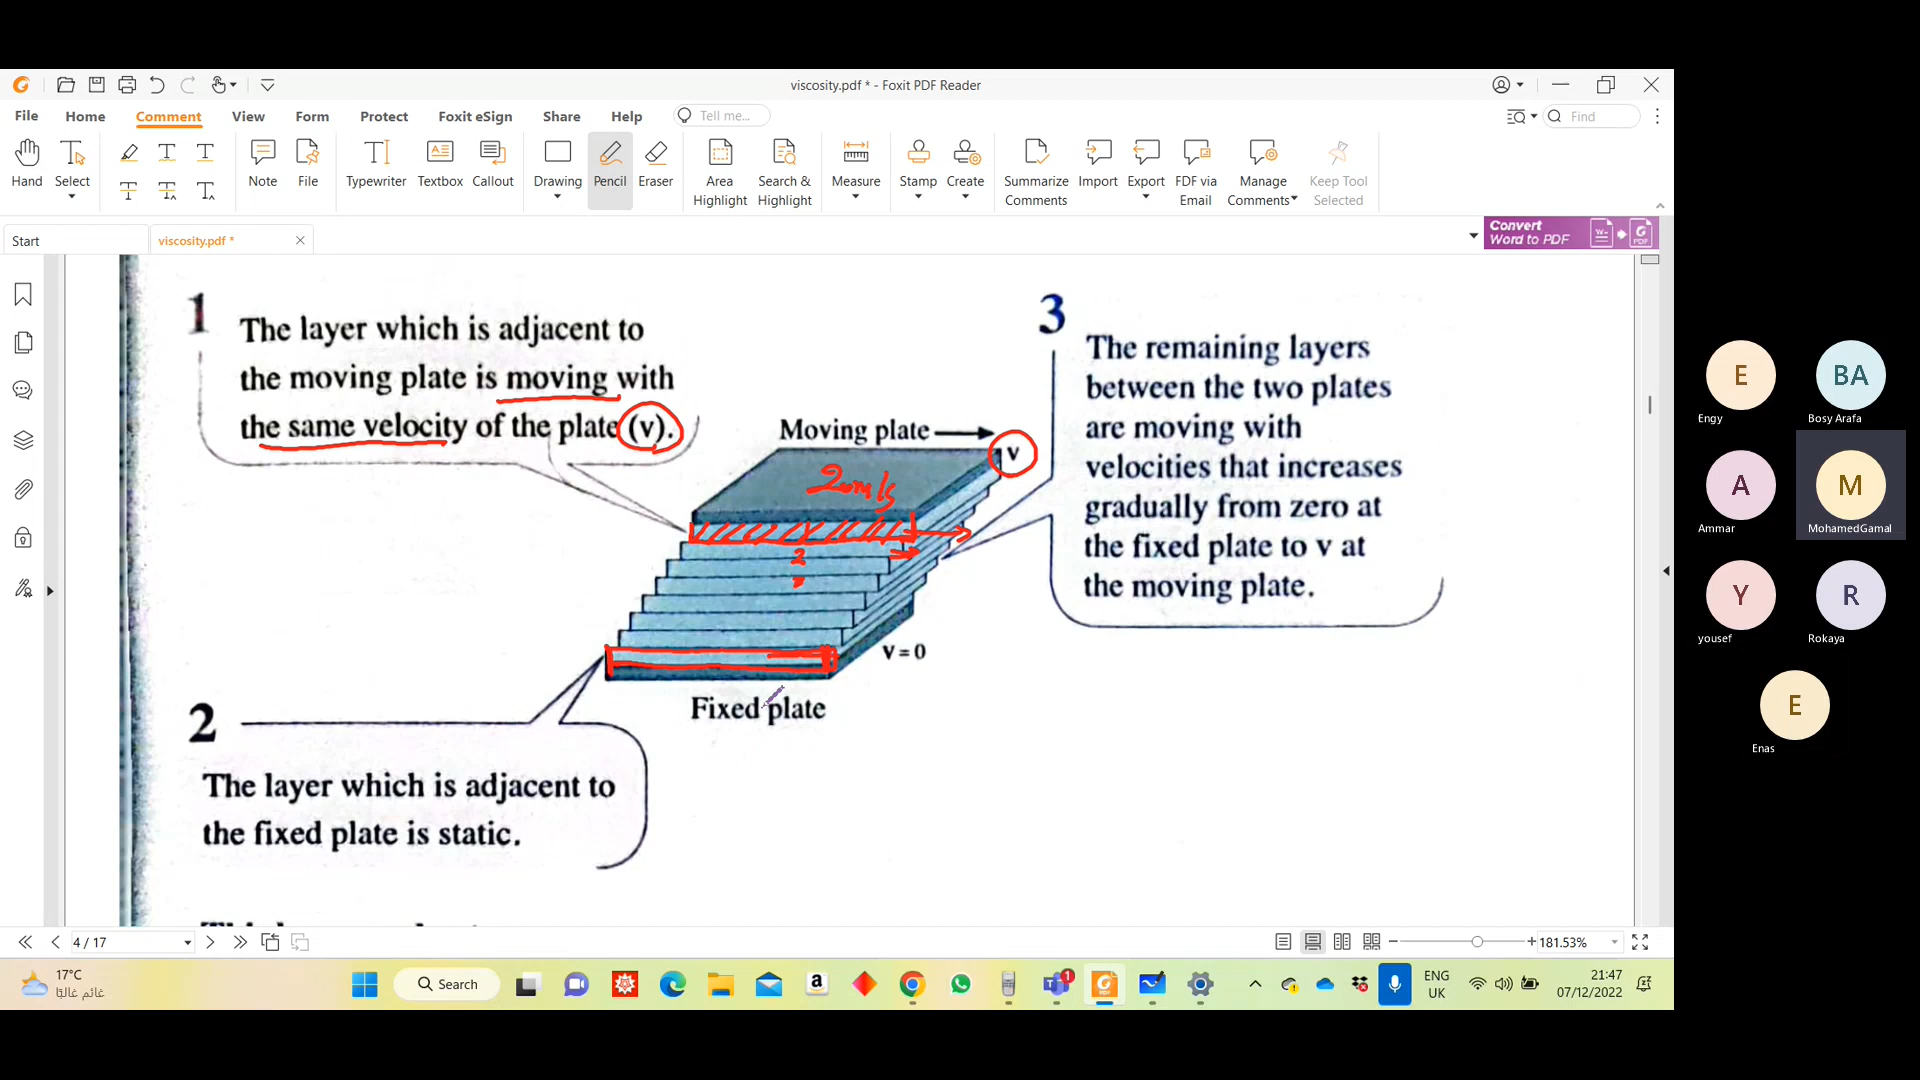 viscosity.pdf * - Foxit PDF Reader
File Home Comment View Form Protect Foxit eSign Share Help Tell me... Find
Hand Select Note File Typewriter Textbox Callout Drawing Pencil Eraser Area Highlight Search & Highlight Measure Stamp Create Summarize Comments Import Export FDF via Email Manage Comments Keep Tool Selected
Start viscosity.pdf *
Convert
Word to PDF
1
The layer which is adjacent to
the moving plate is moving with
the same velocity of the plate (v).
Moving plate
v
20m/s
2
V = 0
Fixed plate
3
The remaining layers
between the two plates
are moving with
velocities that increases
gradually from zero at
the fixed plate to v at
the moving plate.
2
The layer which is adjacent to
the fixed plate is static.
E
Engy
BA
Bosy Arafa
A
Ammar
M
MohamedGamal
Y
yousef
R
Rokaya
E
Enas
4 / 17
181.53%
17°C
غائم غالبًا
Search
1
ENG
UK
21:47
07/12/2022